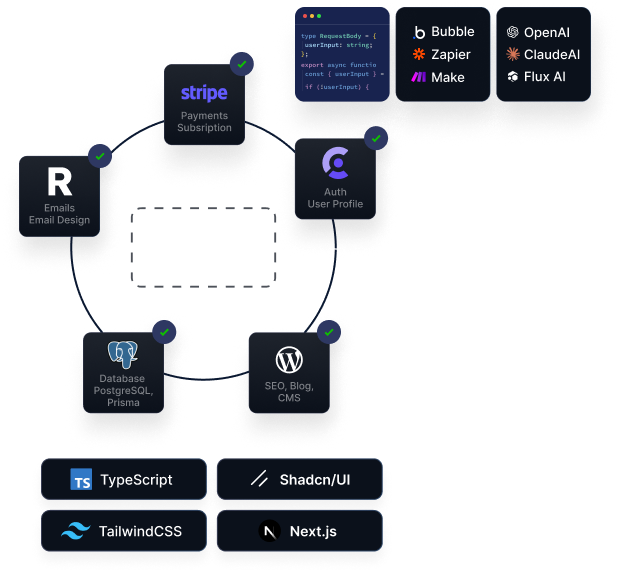 type RequestBody = {
userInput: string;
};
export async functio
const { userInput } =
if (!userInput) {
Bubble
Zapier
Make
OpenAI
ClaudeAI
Flux AI
stripe
Payments
Subsription
Auth
User Profile
R
Emails
Email Design
Database
PostgreSQL,
Prisma
SEO, Blog,
CMS
TS TypeScript
Shadcn/UI
TailwindCSS
N Next.js